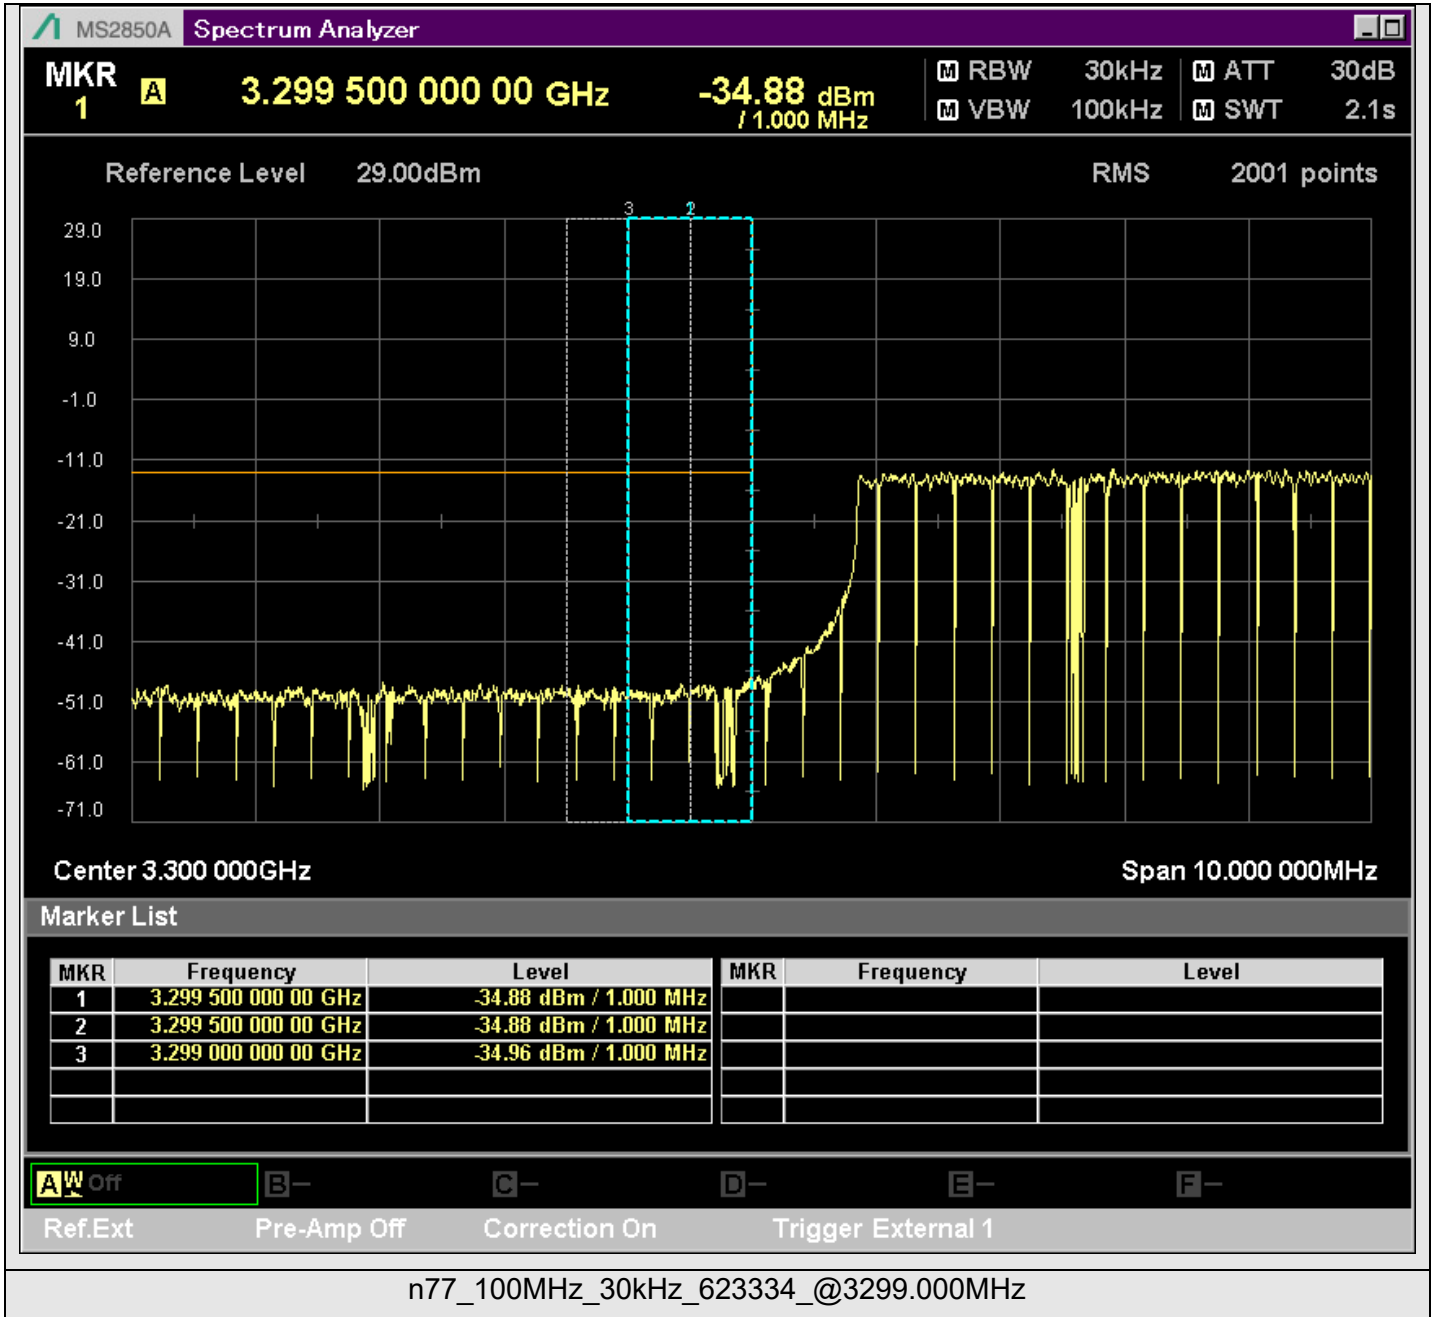 MS2850A Spectrum Analyzer
MKR 1 A 3.299 500 000 00 GHz -34.88 dBm / 1.000 MHz
M RBW 30kHz M ATT 30dB
M VBW 100kHz M SWT 2.1s
Reference Level 29.00dBm RMS 2001 points
3 2
29.0
19.0
9.0
-1.0
-11.0
-21.0
-31.0
-41.0
-51.0
-61.0
-71.0
Center 3.300 000GHz Span 10.000 000MHz
Marker List
MKR Frequency Level MKR Frequency Level
1 3.299 500 000 00 GHz -34.88 dBm / 1.000 MHz
2 3.299 500 000 00 GHz -34.88 dBm / 1.000 MHz
3 3.299 000 000 00 GHz -34.96 dBm / 1.000 MHz
A W Off B – C – D – E – F –
Ref.Ext Pre-Amp Off Correction On Trigger External 1
n77_100MHz_30kHz_623334_@3299.000MHz